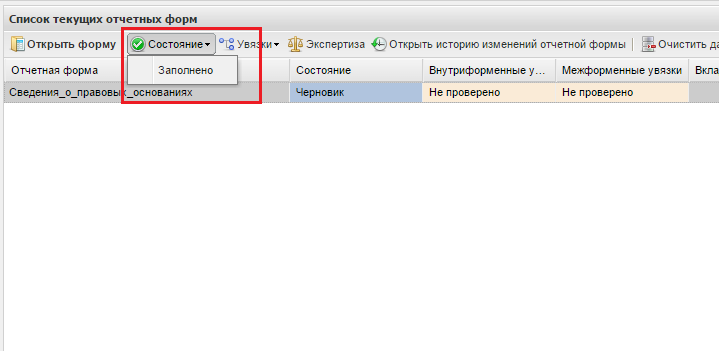 Список текущих отчетных форм
Открыть форму Состояние Увязки Экспертиза Открыть историю изменений отчетной формы Очистить да
Заполнено
Отчетная форма Состояние Внутриформенные у... Межформенные увязки Вкла
Сведения_о_правовых_основаниях Черновик Не проверено Не проверено